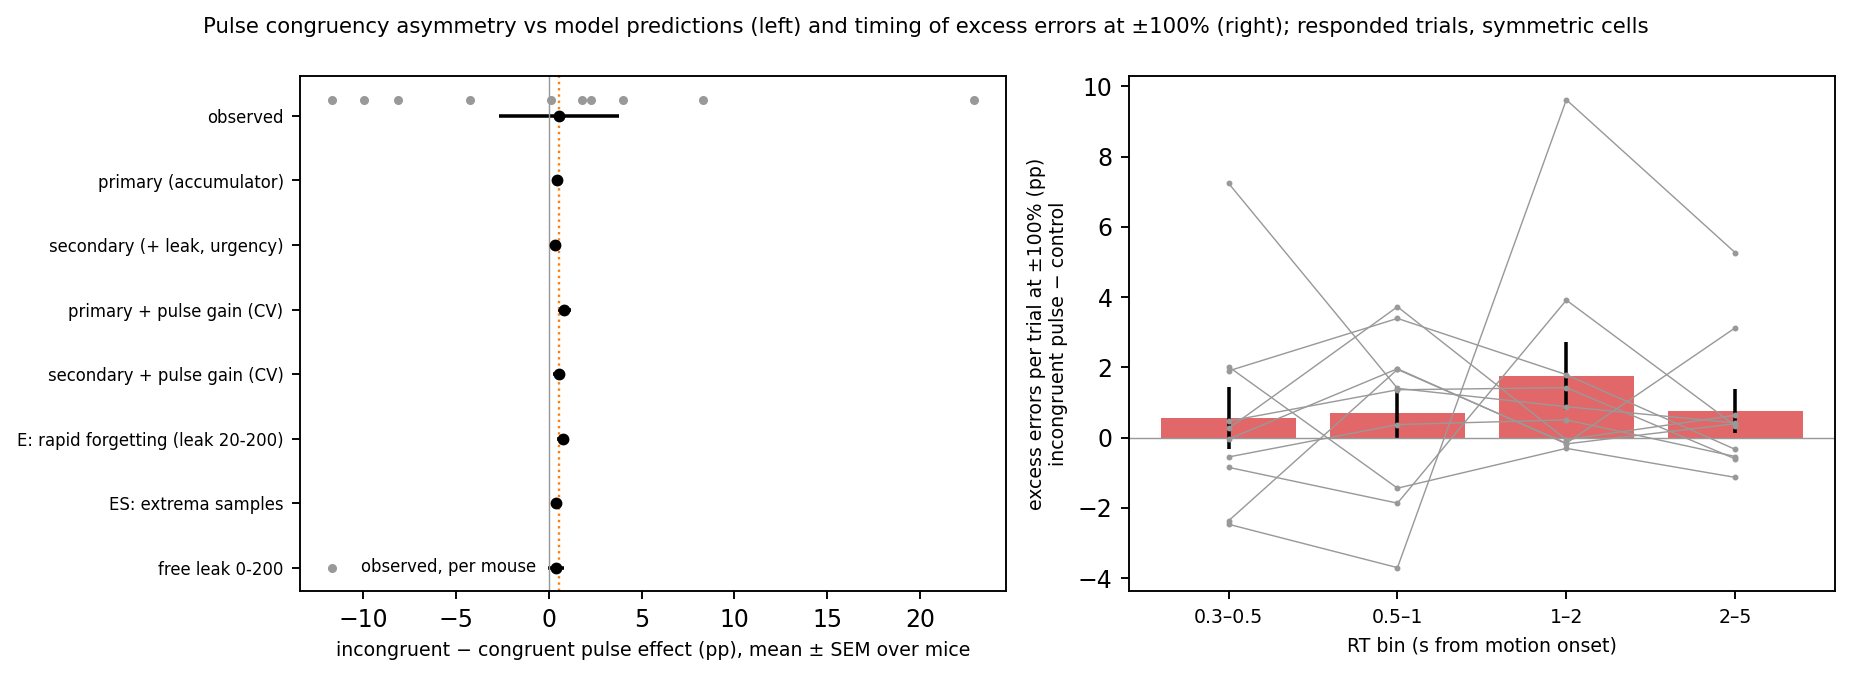 Pulse congruency asymmetry vs model predictions (left) and timing of excess errors at ±100% (right); responded trials, symmetric cells
observed
primary (accumulator)
secondary (+ leak, urgency)
primary + pulse gain (CV)
secondary + pulse gain (CV)
E: rapid forgetting (leak 20-200)
ES: extrema samples
free leak 0-200
observed, per mouse
−10
−5
0
5
10
15
20
incongruent − congruent pulse effect (pp), mean ± SEM over mice
excess errors per trial at ±100% (pp)
incongruent pulse − control
10
8
6
4
2
0
−2
−4
0.3–0.5
0.5–1
1–2
2–5
RT bin (s from motion onset)